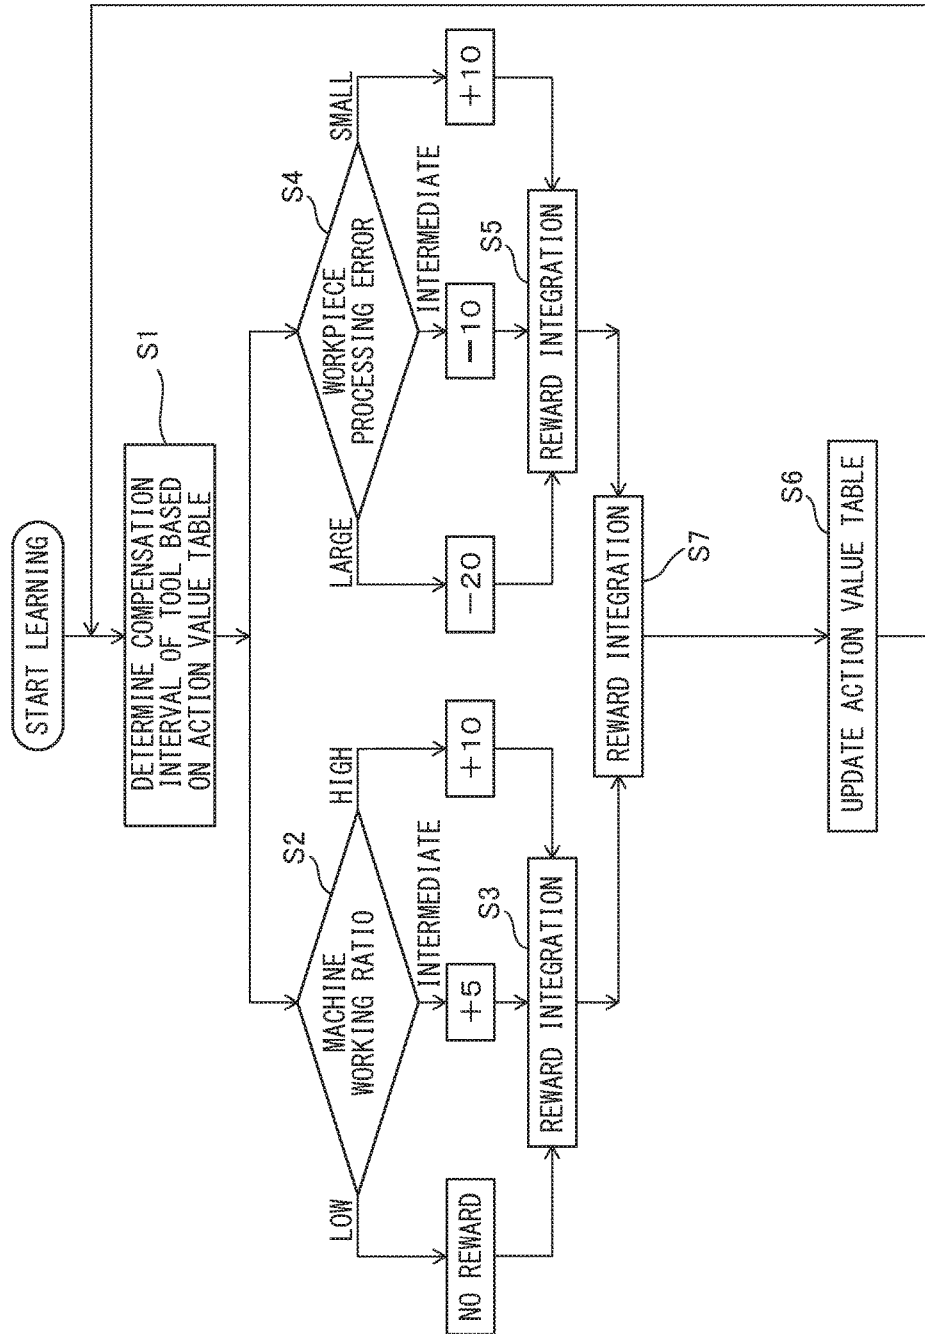 START LEARNING
S1
DETERMINE COMPENSATION
INTERVAL OF TOOL BASED
ON ACTION VALUE TABLE
S2
MACHINE
WORKING RATIO
LOW
INTERMEDIATE
HIGH
NO REWARD
+5
+10
S3
REWARD INTEGRATION
S4
WORKPIECE
PROCESSING ERROR
LARGE
INTERMEDIATE
SMALL
-20
-10
+10
S5
REWARD INTEGRATION
REWARD INTEGRATION
S7
S6
UPDATE ACTION VALUE TABLE